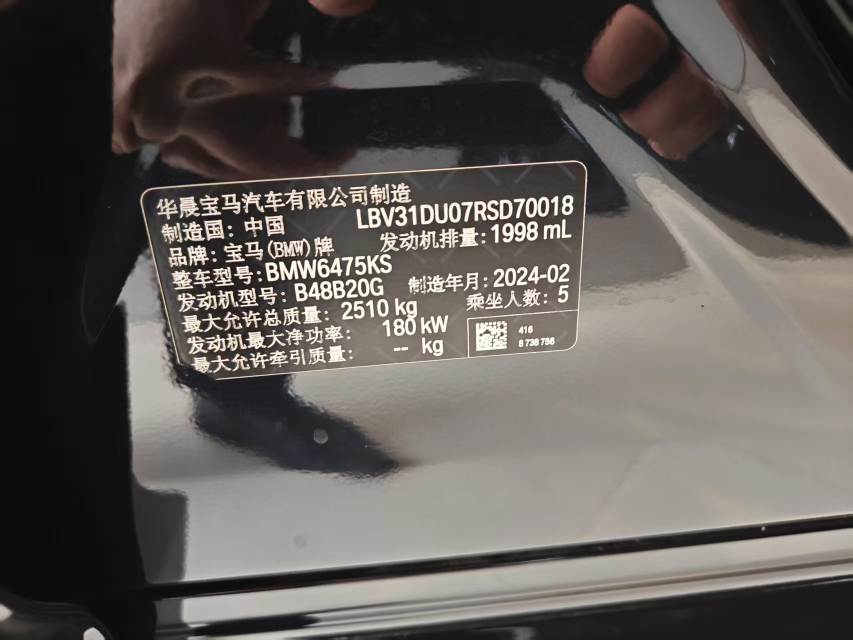 华晨宝马汽车有限公司制造
制造国：中国 LBV31DU07RSD70018
品牌：宝马(BMW)牌 发动机排量：1998 mL
整车型号：BMW6475KS
发动机型号：B48B20G 制造年月：2024-02
最大允许总质量：2510 kg 乘坐人数：5
发动机最大净功率：180 kW
最大允许牵引质量：-- kg
416
8 738 756